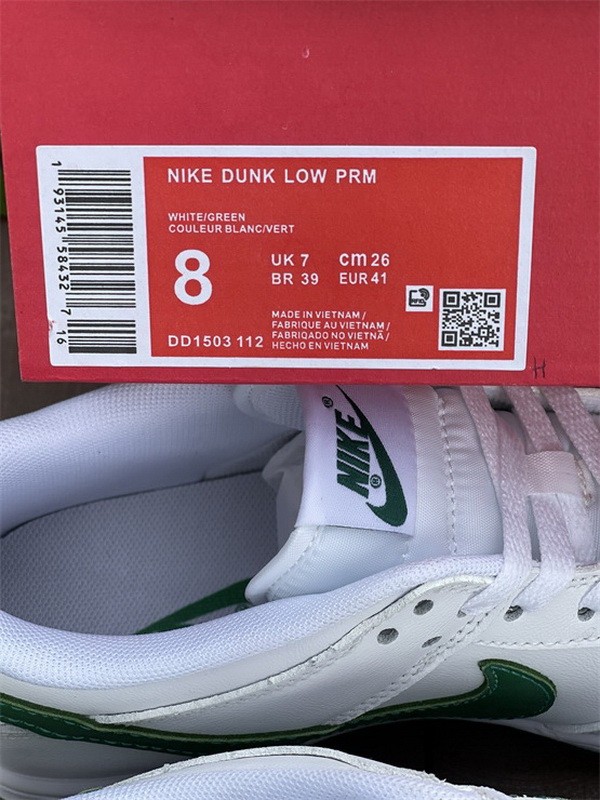 NIKE DUNK LOW PRM
WHITE/GREEN
COULEUR BLANC/VERT
8
UK 7 cm 26
BR 39 EUR 41
MADE IN VIETNAM /
FABRIQUE AU VIETNAM /
FABRIQADO NO VIETNÃ /
HECHO EN VIETNAM
DD1503 112
1 93145 58432 7 16
H
NIKE